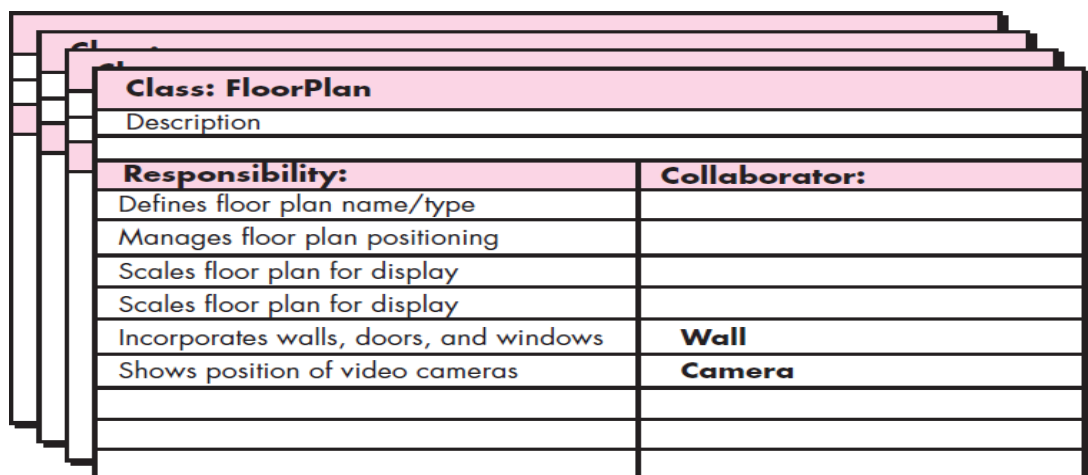 Class: FloorPlan
Description
Responsibility: Collaborator:
Defines floor plan name/type
Manages floor plan positioning
Scales floor plan for display
Scales floor plan for display
Incorporates walls, doors, and windows Wall
Shows position of video cameras Camera